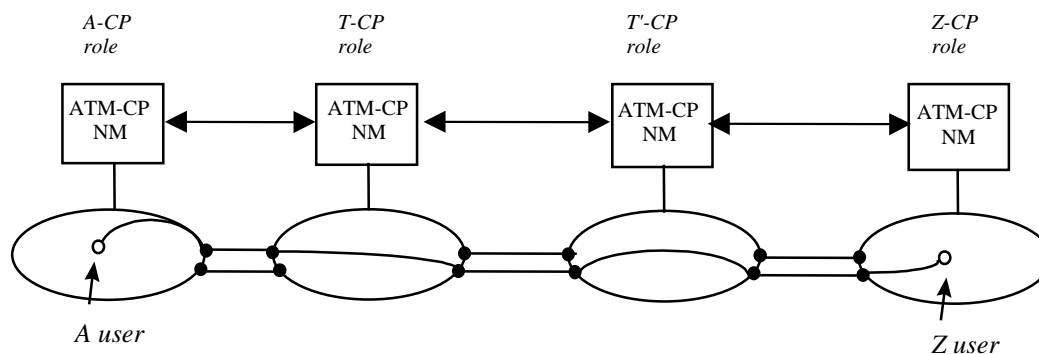 A-CP
role
T-CP
role
T'-CP
role
Z-CP
role
ATM-CP
NM
ATM-CP
NM
ATM-CP
NM
ATM-CP
NM
A user
Z user